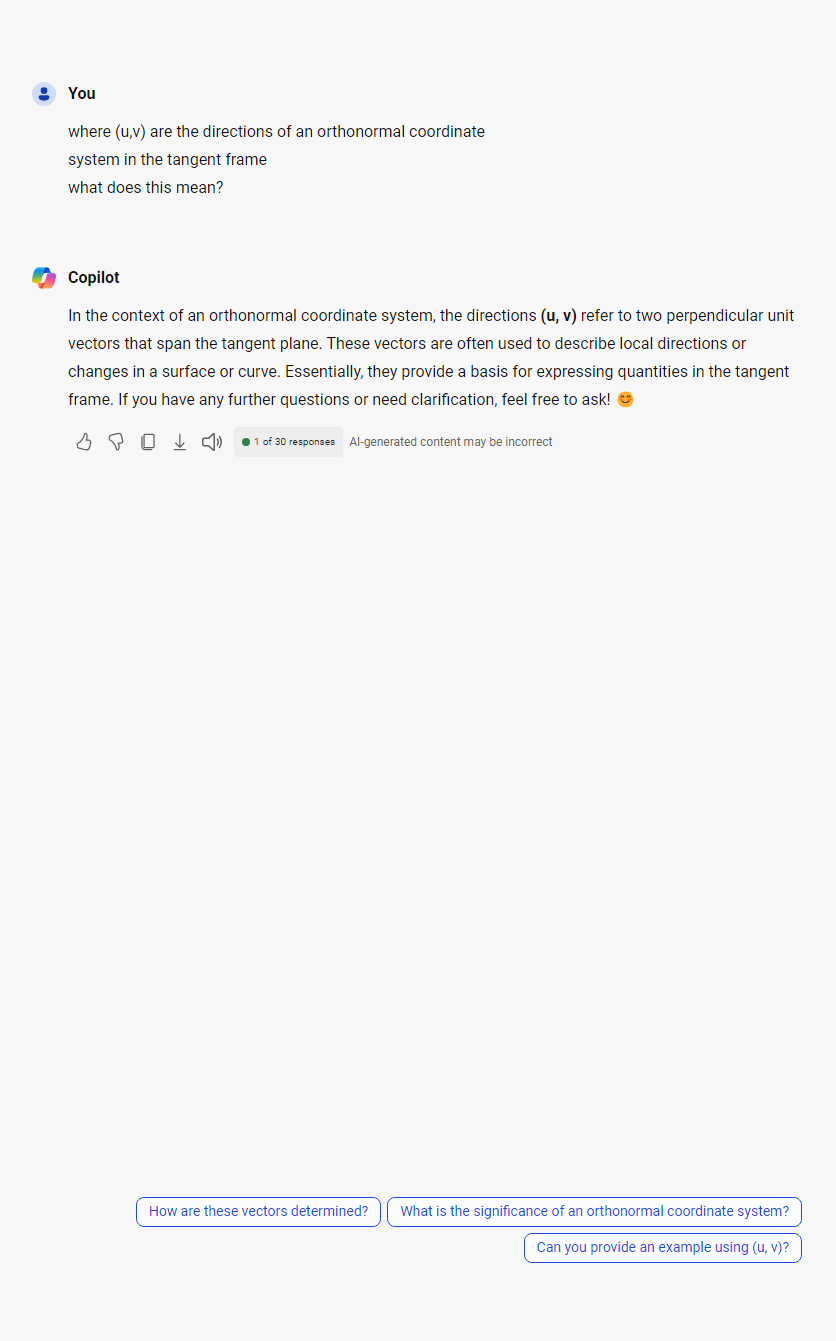 You
where (u,v) are the directions of an orthonormal coordinate
system in the tangent frame
what does this mean?
Copilot
In the context of an orthonormal coordinate system, the directions (u, v) refer to two perpendicular unit
vectors that span the tangent plane. These vectors are often used to describe local directions or
changes in a surface or curve. Essentially, they provide a basis for expressing quantities in the tangent
frame. If you have any further questions or need clarification, feel free to ask! 😊
1 of 30 responses AI-generated content may be incorrect
How are these vectors determined? What is the significance of an orthonormal coordinate system?
Can you provide an example using (u, v)?